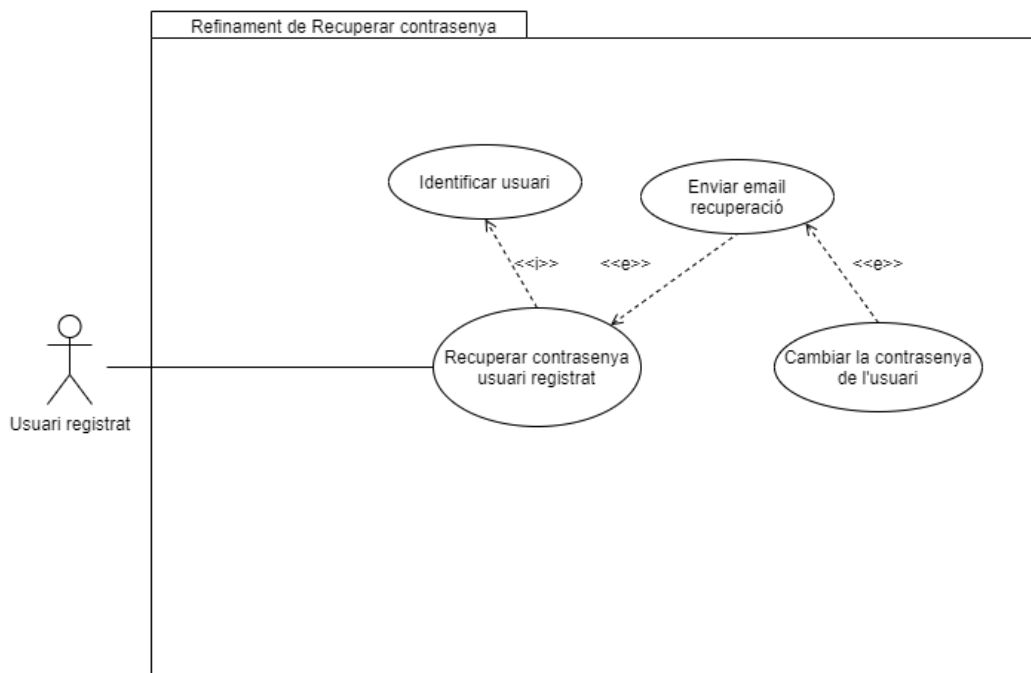 Refinament de Recuperar contrasenya
Identificar usuari
Enviar email
recuperació
<<i>>
<<e>>
<<e>>
Recuperar contrasenya
usuari registrat
Cambiar la contrasenya
de l'usuari
Usuari registrat